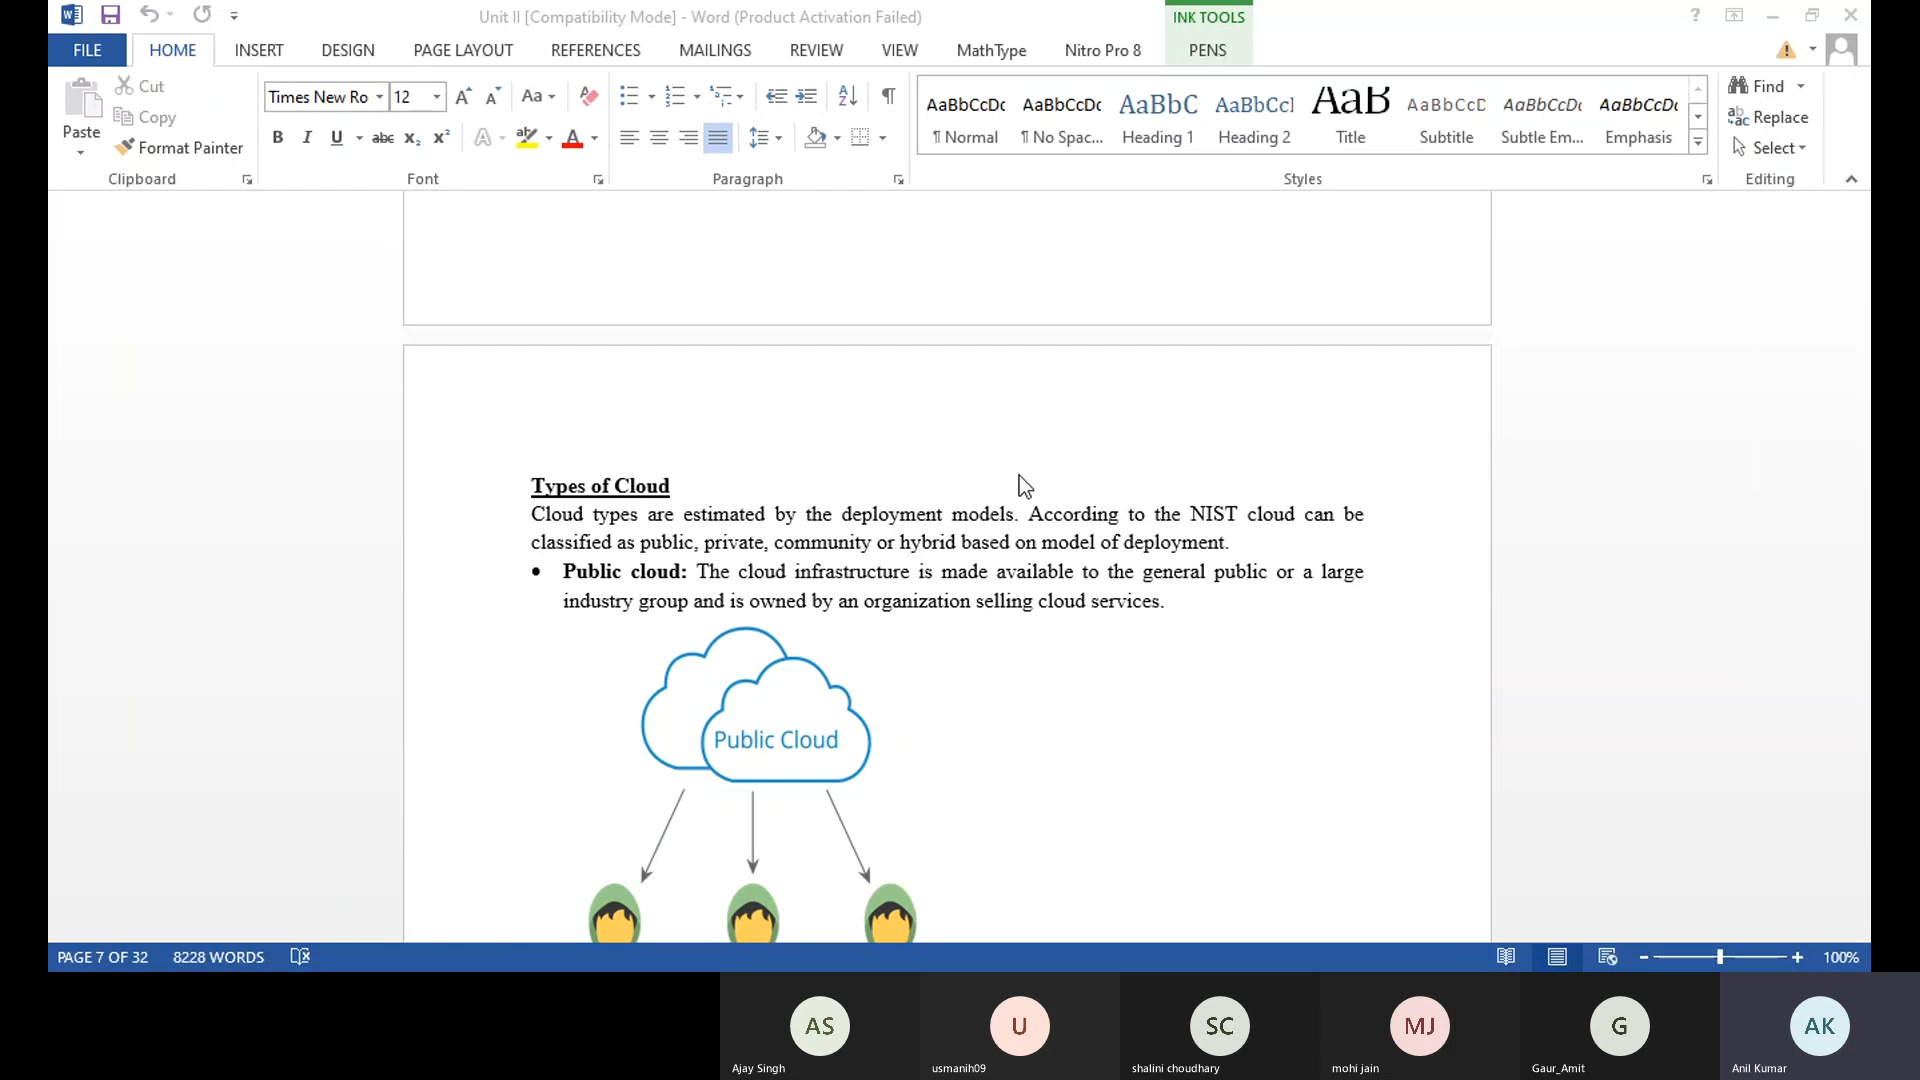 Unit II [Compatibility Mode] - Word (Product Activation Failed)
INK TOOLS
?
FILE
HOME
INSERT
DESIGN
PAGE LAYOUT
REFERENCES
MAILINGS
REVIEW
VIEW
MathType
Nitro Pro 8
PENS
Paste
Cut
Copy
Format Painter
Clipboard
Times New Ro
12
Aa
B I U abc x₂ x²
Font
Paragraph
AaBbCcDc
¶ Normal
AaBbCcDc
¶ No Spac...
AaBbC
Heading 1
AaBbCcl
Heading 2
AaB
Title
AaBbCcD
Subtitle
AaBbCcDc
Subtle Em...
AaBbCcDc
Emphasis
Styles
Find
Replace
Select
Editing
Types of Cloud
Cloud types are estimated by the deployment models. According to the NIST cloud can be
classified as public, private, community or hybrid based on model of deployment.
• Public cloud: The cloud infrastructure is made available to the general public or a large
industry group and is owned by an organization selling cloud services.
Public Cloud
PAGE 7 OF 32
8228 WORDS
100%
AS
Ajay Singh
U
usmanih09
SC
shalini choudhary
MJ
mohi jain
G
Gaur_Amit
AK
Anil Kumar